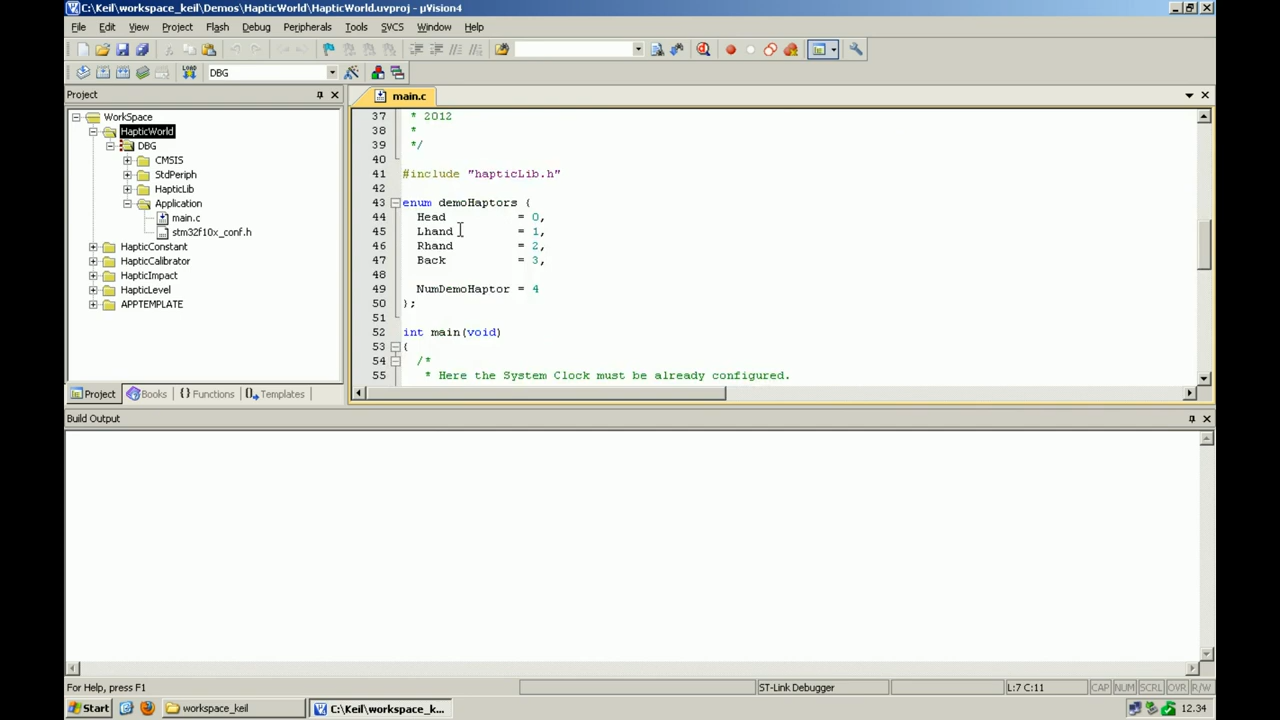 C:\Keil\workspace_keil\Demos\HapticWorld\HapticWorld.uvproj - µVision4
File Edit View Project Flash Debug Peripherals Tools SVCS Window Help
LOAD DBG
Project
main.c
WorkSpace
HapticWorld
DBG
CMSIS
StdPeriph
HapticLib
Application
main.c
stm32f10x_conf.h
HapticConstant
HapticCalibrator
HapticImpact
HapticLevel
APPTEMPLATE
Project Books {} Functions Templates
37 * 2012
38 *
39 */
40
41 #include "hapticLib.h"
42
43 enum demoHaptors {
44 Head = 0,
45 Lhand = 1,
46 Rhand = 2,
47 Back = 3,
48
49 NumDemoHaptor = 4
50 };
51
52 int main(void)
53 {
54 /*
55 * Here the System Clock must be already configured.
Build Output
For Help, press F1
ST-Link Debugger
L:7 C:11
CAP NUM SCRL OVR R/W
Start
workspace_keil
C:\Keil\workspace_k...
12.34